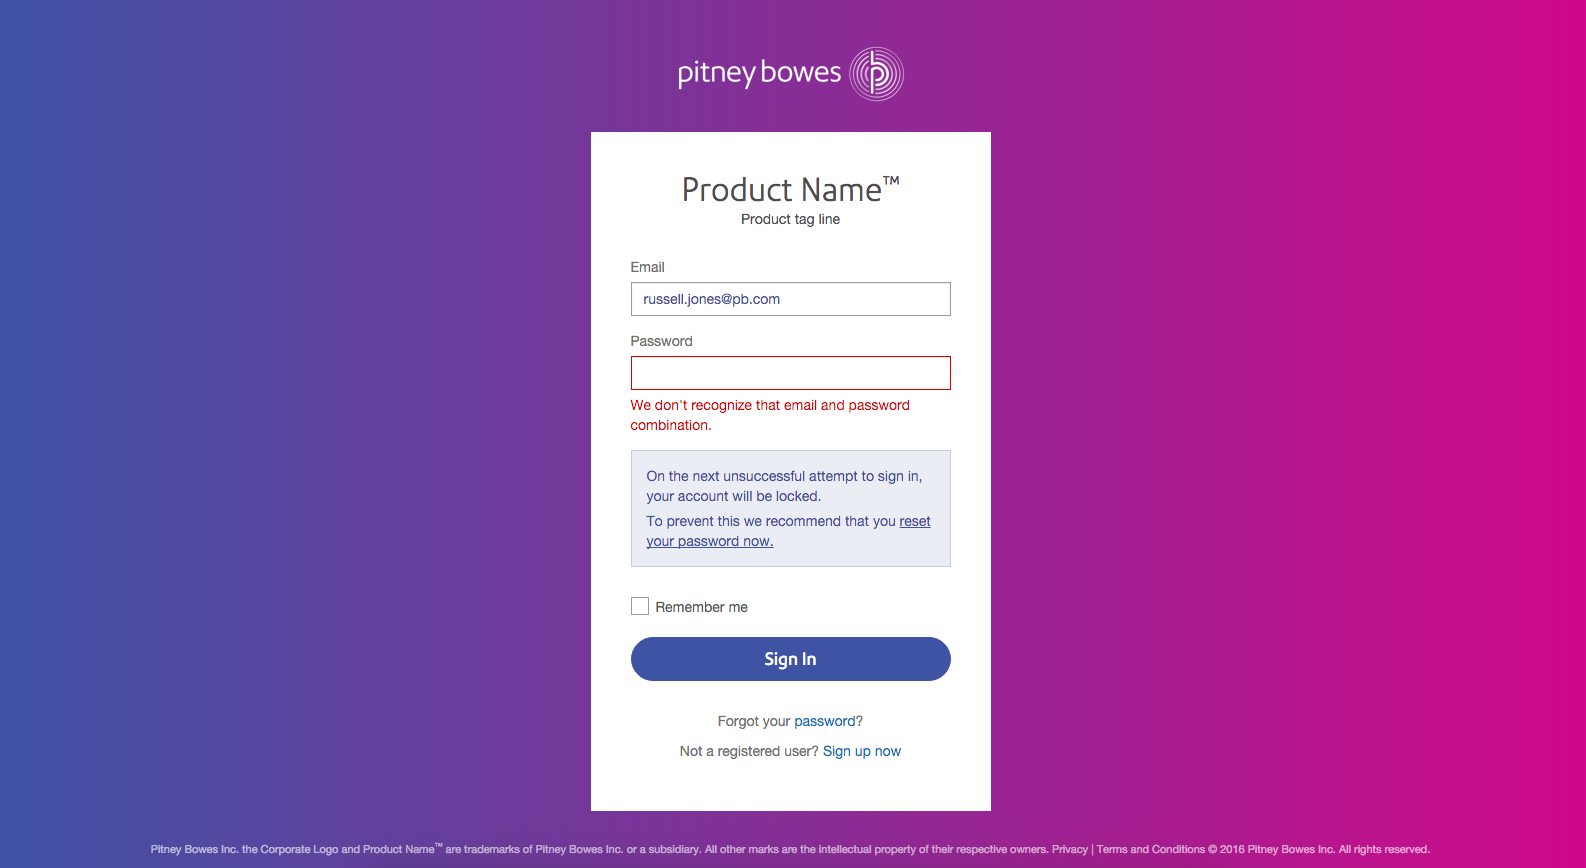 pitney bowes
Product Name™
Product tag line
Email
russell.jones@pb.com
Password
We don't recognize that email and password
combination.
On the next unsuccessful attempt to sign in,
your account will be locked.
To prevent this we recommend that you reset
your password now.
Remember me
Sign In
Forgot your password?
Not a registered user? Sign up now
Pitney Bowes Inc. the Corporate Logo and Product Name™ are trademarks of Pitney Bowes Inc. or a subsidiary. All other marks are the intellectual property of their respective owners. Privacy | Terms and Conditions © 2016 Pitney Bowes Inc. All rights reserved.